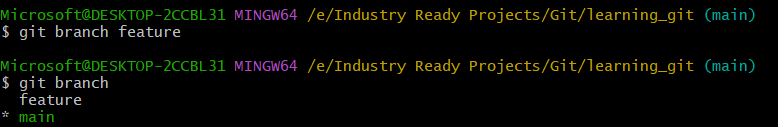 Microsoft@DESKTOP-2CCBL31 MINGW64 /e/Industry Ready Projects/Git/learning_git (main)
$ git branch feature
Microsoft@DESKTOP-2CCBL31 MINGW64 /e/Industry Ready Projects/Git/learning_git (main)
$ git branch
  feature
* main